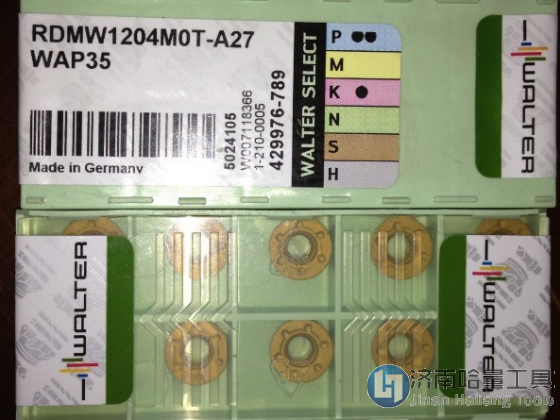 RDMW1204M0T-A27
WAP35
Made in Germany
5024105
W007118366
1-210-0005
429976-789
WALTER SELECT
P
M
K
N
S
H
WALTER
WALTER
WALTER
济南哈量工具
Jinan Haliang Tools